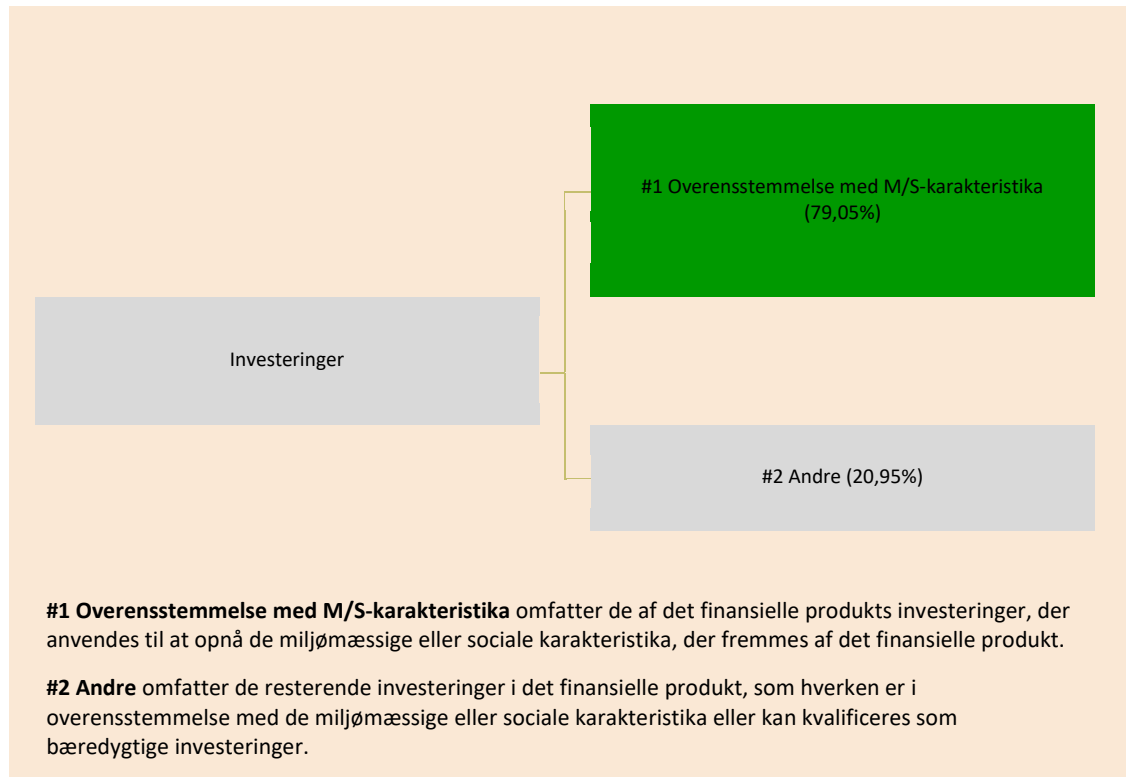 #1 Overensstemmelse med M/S-karakteristika
(79,05%)
Investeringer
#2 Andre (20,95%)
#1 Overensstemmelse med M/S-karakteristika omfatter de af det finansielle produkts investeringer, der
anvendes til at opnå de miljømæssige eller sociale karakteristika, der fremmes af det finansielle produkt.
#2 Andre omfatter de resterende investeringer i det finansielle produkt, som hverken er i
overensstemmelse med de miljømæssige eller sociale karakteristika eller kan kvalificeres som
bæredygtige investeringer.